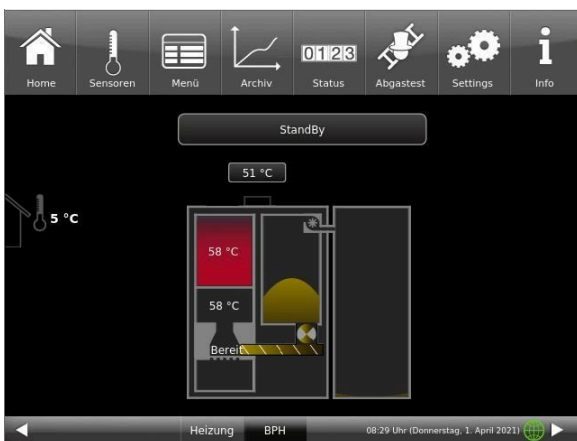 0123
Home Sensoren Menü Archiv Status Abgastest Settings Info
StandBy
51 °C
5 °C
58 °C
58 °C
Bereit
Heizung BPH 08:29 Uhr (Donnerstag, 1. April 2021)